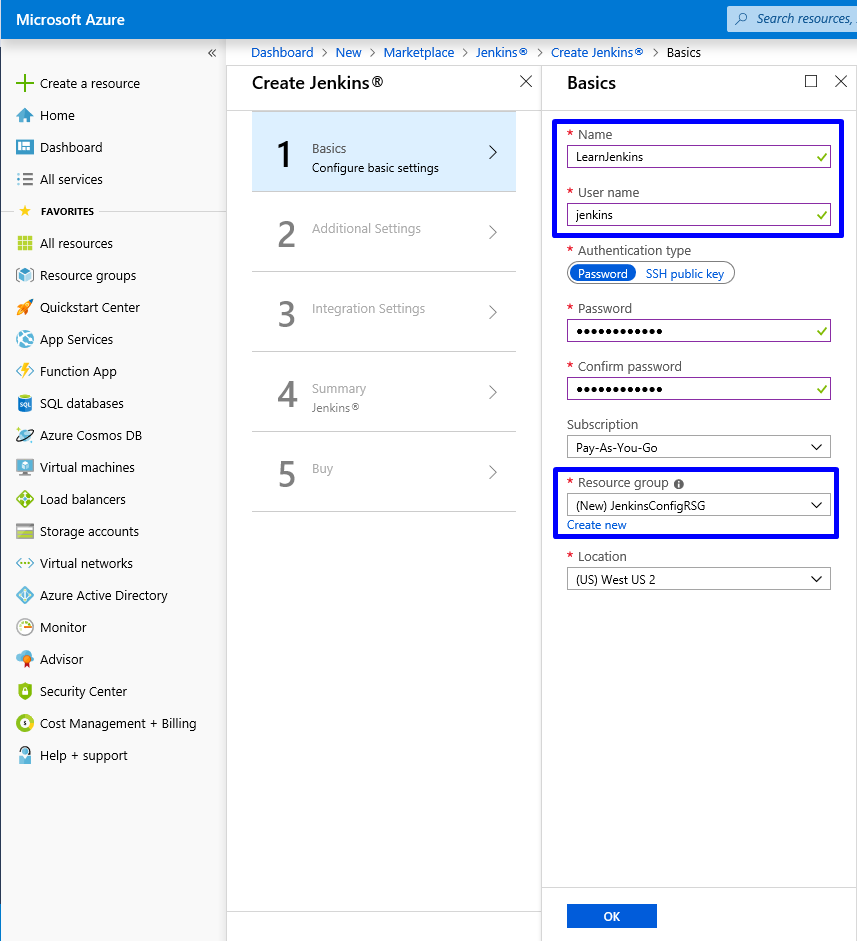 Microsoft Azure
Search resources,
Dashboard > New > Marketplace > Jenkins® > Create Jenkins® > Basics
«
Create a resource
Home
Dashboard
All services
FAVORITES
All resources
Resource groups
Quickstart Center
App Services
Function App
SQL databases
Azure Cosmos DB
Virtual machines
Load balancers
Storage accounts
Virtual networks
Azure Active Directory
Monitor
Advisor
Security Center
Cost Management + Billing
Help + support
Create Jenkins®
1
Basics
Configure basic settings
2
Additional Settings
3
Integration Settings
4
Summary
Jenkins®
5
Buy
Basics
* Name
LearnJenkins
* User name
jenkins
* Authentication type
Password SSH public key
* Password
••••••••••••
* Confirm password
••••••••••••
Subscription
Pay-As-You-Go
* Resource group
(New) JenkinsConfigRSG
Create new
* Location
(US) West US 2
OK